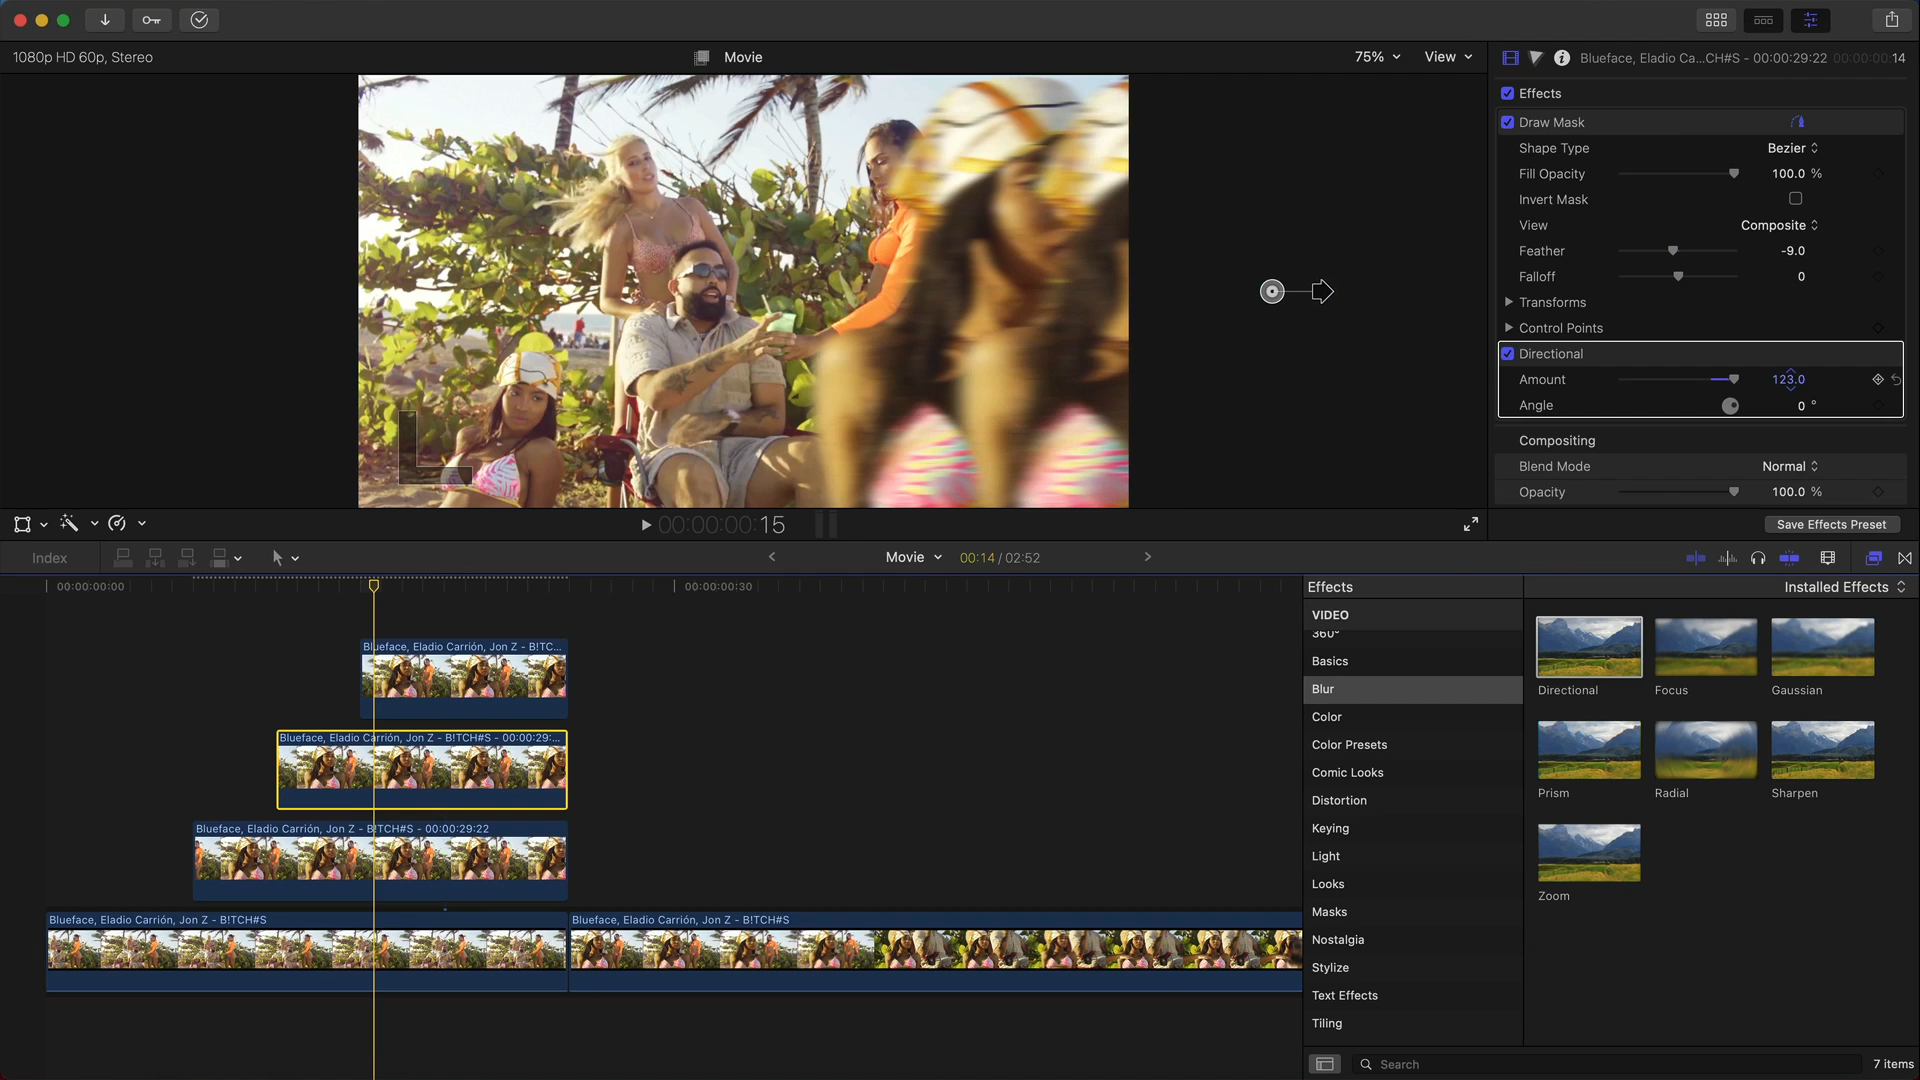 1080p HD 60p, Stereo
Movie
75%
View
Blueface, Eladio Ca...CH#S - 00:00:29:22
00:00:00:14
Effects
Draw Mask
Shape Type
Bezier
Fill Opacity
100.0 %
Invert Mask
View
Composite
Feather
-9.0
Falloff
0
Transforms
Control Points
Directional
Amount
123.0
Angle
0 °
Compositing
Blend Mode
Normal
Opacity
100.0 %
00:00:00:15
Save Effects Preset
Index
Movie
00:14 / 02:52
00:00:00:00
00:00:00:30
Blueface, Eladio Carrión, Jon Z - B!TC...
Blueface, Eladio Carrión, Jon Z - B!TCH#S - 00:00:29:...
Blueface, Eladio Carrión, Jon Z - B!TCH#S - 00:00:29:22
Blueface, Eladio Carrión, Jon Z - B!TCH#S
Blueface, Eladio Carrión, Jon Z - B!TCH#S
Effects
Installed Effects
VIDEO
360°
Basics
Blur
Color
Color Presets
Comic Looks
Distortion
Keying
Light
Looks
Masks
Nostalgia
Stylize
Text Effects
Tiling
Directional
Focus
Gaussian
Prism
Radial
Sharpen
Zoom
Search
7 items